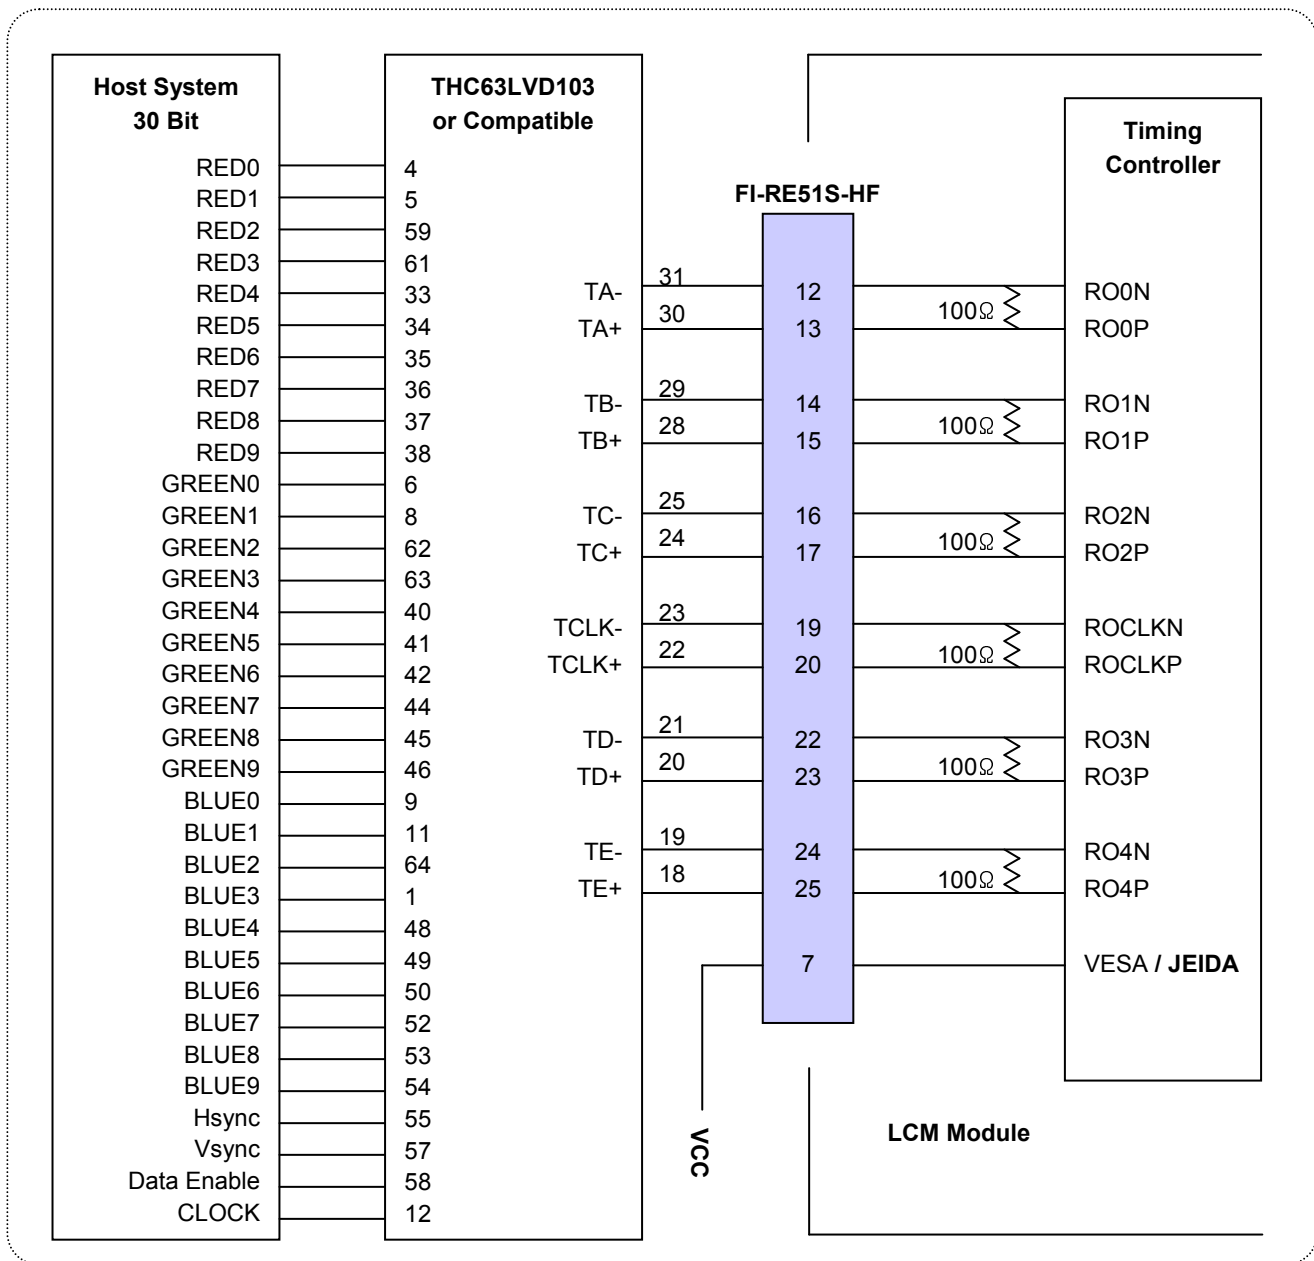 Host System
30 Bit
RED0
RED1
RED2
RED3
RED4
RED5
RED6
RED7
RED8
RED9
GREEN0
GREEN1
GREEN2
GREEN3
GREEN4
GREEN5
GREEN6
GREEN7
GREEN8
GREEN9
BLUE0
BLUE1
BLUE2
BLUE3
BLUE4
BLUE5
BLUE6
BLUE7
BLUE8
BLUE9
Hsync
Vsync
Data Enable
CLOCK
THC63LVD103
or Compatible
4
5
59
61
33
34
35
36
37
38
6
8
62
63
40
41
42
44
45
46
9
11
64
1
48
49
50
52
53
54
55
57
58
12
TA-
TA+
TB-
TB+
TC-
TC+
TCLK-
TCLK+
TD-
TD+
TE-
TE+
31
30
29
28
25
24
23
22
21
20
19
18
VCC
FI-RE51S-HF
12
13
14
15
16
17
19
20
22
23
24
25
7
100Ω
100Ω
100Ω
100Ω
100Ω
100Ω
Timing
Controller
RO0N
RO0P
RO1N
RO1P
RO2N
RO2P
ROCLKN
ROCLKP
RO3N
RO3P
RO4N
RO4P
VESA / JEIDA
LCM Module